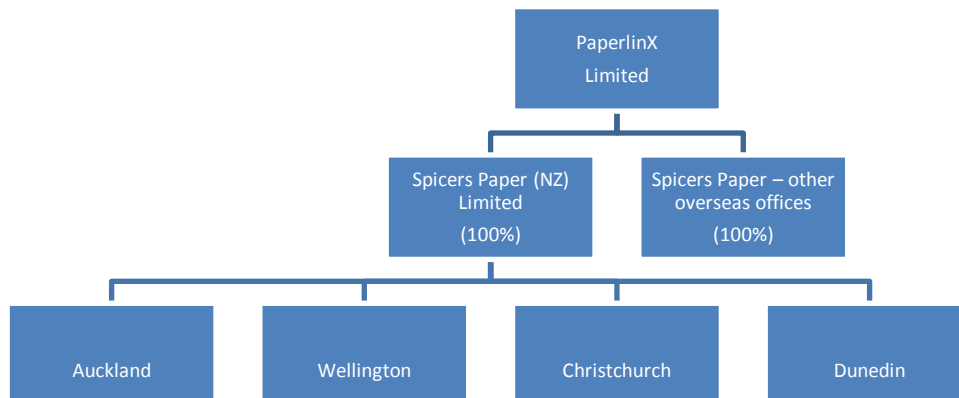 PaperlinX
Limited
Spicers Paper (NZ)
Limited
(100%)
Spicers Paper – other
overseas offices
(100%)
Auckland
Wellington
Christchurch
Dunedin